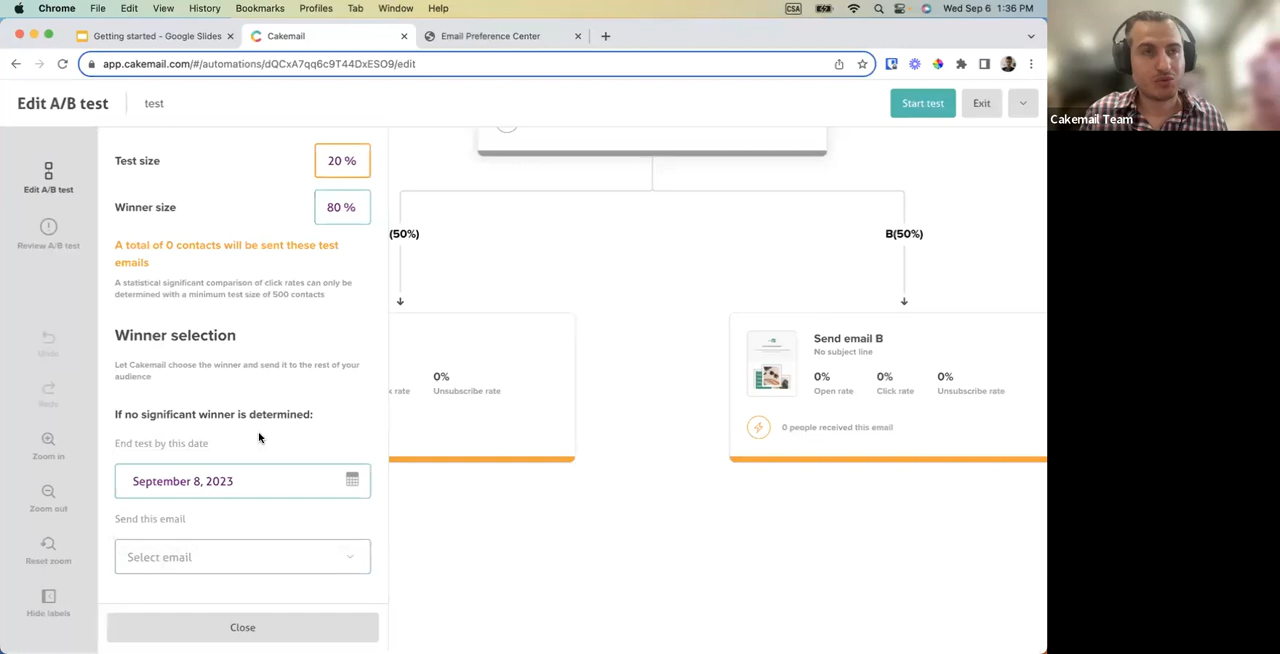 Chrome File Edit View History Bookmarks Profiles Tab Window Help
CSA
Wed Sep 6 1:36 PM
Getting started - Google Slides
Cakemail
Email Preference Center
app.cakemail.com/#/automations/dQCxA7qq6c9T44DxESO9/edit
Edit A/B test
test
Start test
Exit
Cakemail Team
Edit A/B test
Review A/B test
Undo
Redo
Zoom in
Zoom out
Reset zoom
Hide labels
Test size
20 %
Winner size
80 %
A total of 0 contacts will be sent these test
emails
A statistical significant comparison of click rates can only be
determined with a minimum test size of 500 contacts
Winner selection
Let Cakemail choose the winner and send it to the rest of your
audience
If no significant winner is determined:
End test by this date
September 8, 2023
Send this email
Select email
Close
(50%)
B(50%)
0%
k rate
Unsubscribe rate
Send email B
No subject line
0%
0%
0%
Open rate
Click rate
Unsubscribe rate
0 people received this email